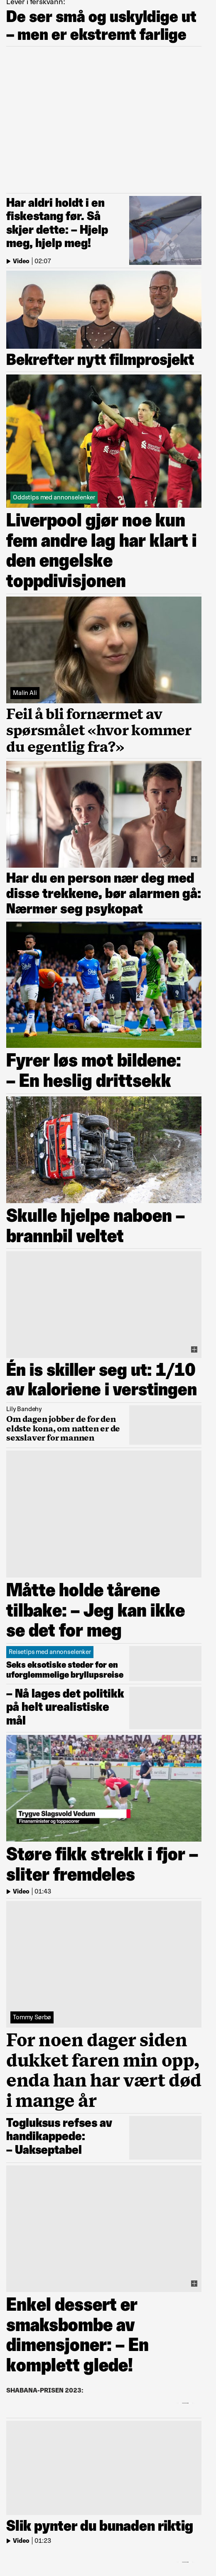 Lever i ferskvann:
De ser små og uskyldige ut
– men er ekstremt farlige
Har aldri holdt i en
fiskestang før. Så
skjer dette: – Hjelp
meg, hjelp meg!
Video | 02:07
Bekrefter nytt filmprosjekt
Oddstips med annonselenker
Liverpool gjør noe kun
fem andre lag har klart i
den engelske
toppdivisjonen
Malin Ali
Feil å bli fornærmet av
spørsmålet «hvor kommer
du egentlig fra?»
Har du en person nær deg med
disse trekkene, bør alarmen gå:
Nærmer seg psykopat
Fyrer løs mot bildene:
– En heslig drittsekk
Skulle hjelpe naboen –
brannbil veltet
Én is skiller seg ut: 1/10
av kaloriene i verstingen
Lily Bandehy
Om dagen jobber de for den
eldste kona, om natten er de
sexslaver for mannen
Måtte holde tårene
tilbake: – Jeg kan ikke
se det for meg
Reisetips med annonselenker
Seks eksotiske steder for en
uforglemmelige bryllupsreise
– Nå lages det politikk
på helt urealistiske
mål
Trygve Slagsvold Vedum
Finansminister og toppscorer
Støre fikk strekk i fjor –
sliter fremdeles
Video | 01:43
Tommy Sørbø
For noen dager siden
dukket faren min opp,
enda han har vært død
i mange år
Togluksus refses av
handikappede:
– Uakseptabel
Enkel dessert er
smaksbombe av
dimensjoner: – En
komplett glede!
SHABANA-PRISEN 2023:
Slik pynter du bunaden riktig
Video | 01:23